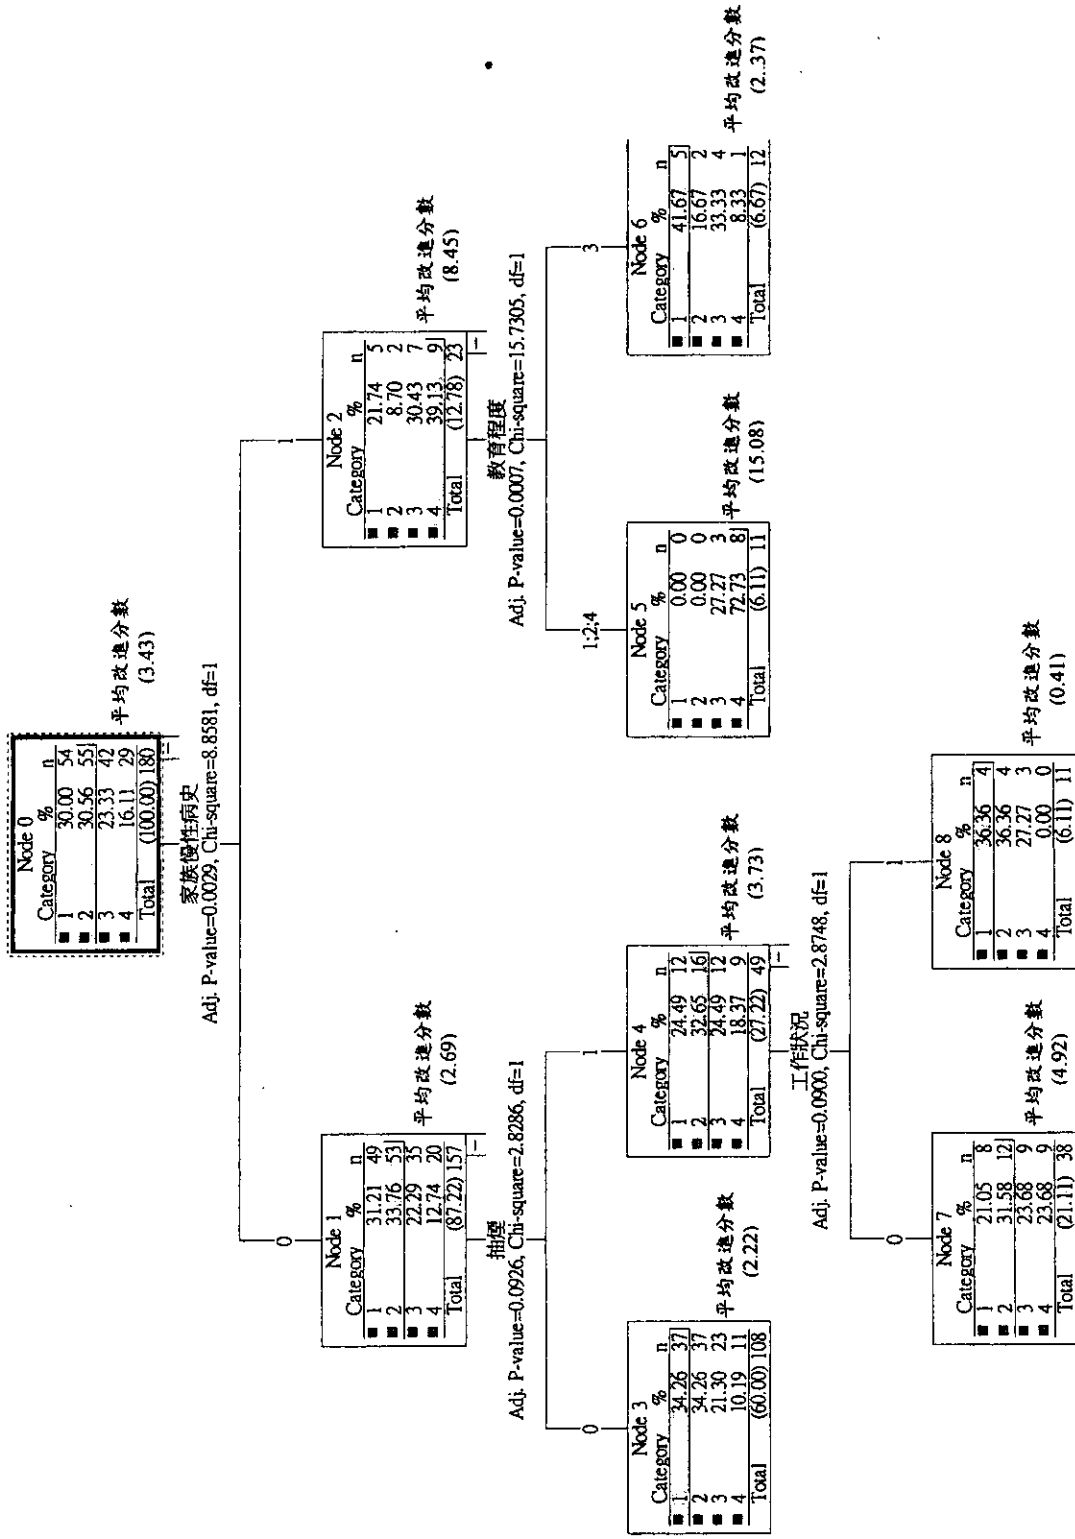 Node 0
Category % n
1 30.00 54
2 30.56 55
3 23.33 42
4 16.11 29
Total (100.00) 180
平均改進分數
(3.43)
家族慢性病史
Adj. P-value=0.0029, Chi-square=8.8581, df=1
0
1
Node 1
Category % n
1 31.21 49
2 33.76 53
3 22.29 35
4 12.74 20
Total (87.22) 157
平均改進分數
(2.69)
Node 2
Category % n
1 21.74 5
2 8.70 2
3 30.43 7
4 39.13 9
Total (12.78) 23
平均改進分數
(8.45)
抽煙
Adj. P-value=0.0926, Chi-square=2.8286, df=1
0
1
教育程度
Adj. P-value=0.0007, Chi-square=15.7305, df=1
1;2;4
3
Node 3
Category % n
1 34.26 37
2 34.26 37
3 21.30 23
4 10.19 11
Total (60.00) 108
平均改進分數
(2.22)
Node 4
Category % n
1 24.49 12
2 32.65 16
3 24.49 12
4 18.37 9
Total (27.22) 49
平均改進分數
(3.73)
Node 5
Category % n
1 0.00 0
2 0.00 0
3 27.27 3
4 72.73 8
Total (6.11) 11
平均改進分數
(15.08)
Node 6
Category % n
1 41.67 5
2 16.67 2
3 33.33 4
4 8.33 1
Total (6.67) 12
平均改進分數
(2..37)
工作狀況
Adj. P-value=0.0900, Chi-square=2.8748, df=1
0
1
Node 7
Category % n
1 21.05 8
2 31.58 12
3 23.68 9
4 23.68 9
Total (21.11) 38
平均改進分數
(4.92)
Node 8
Category % n
1 36.36 4
2 36.36 4
3 27.27 3
4 0.00 0
Total (6.11) 11
平均改進分數
(0.41)